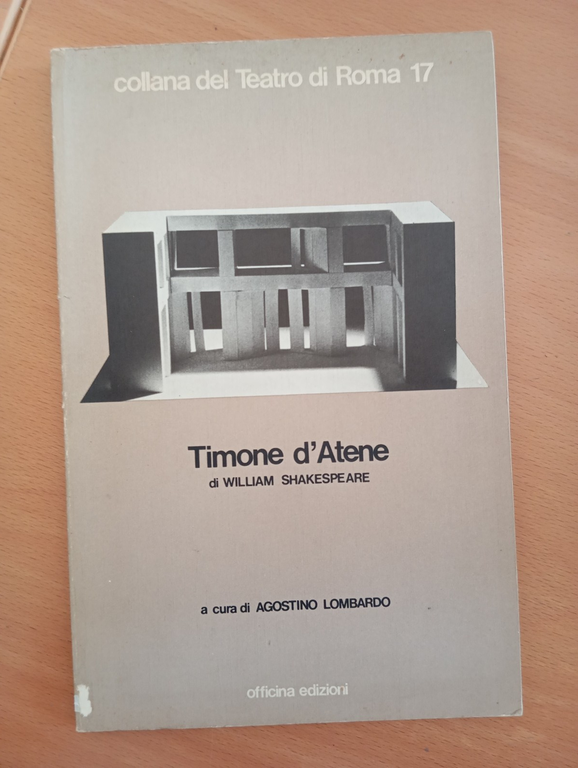 collana del Teatro di Roma 17
Timone d'Atene
di WILLIAM SHAKESPEARE
a cura di AGOSTINO LOMBARDO
officina edizioni